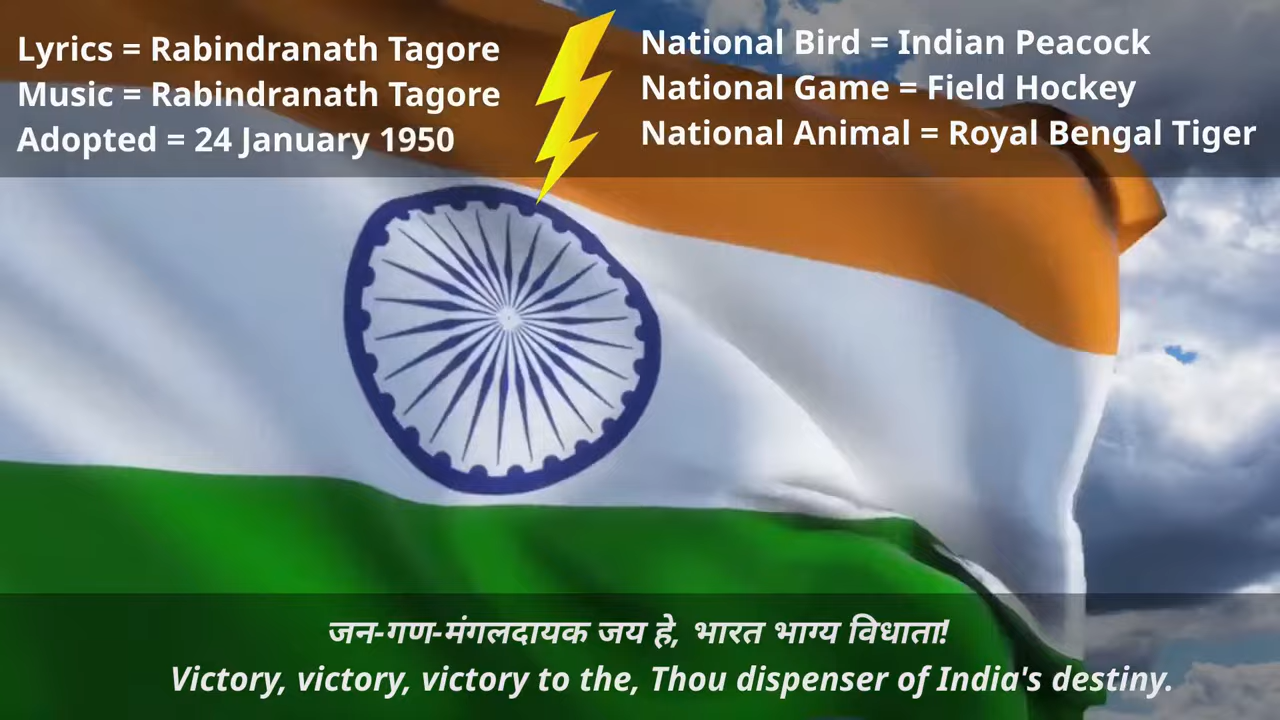 Lyrics = Rabindranath Tagore
Music = Rabindranath Tagore
Adopted = 24 January 1950
National Bird = Indian Peacock
National Game = Field Hockey
National Animal = Royal Bengal Tiger
जन-गण-मंगलदायक जय हे, भारत भाग्य विधाता!
Victory, victory, victory to the, Thou dispenser of India's destiny.